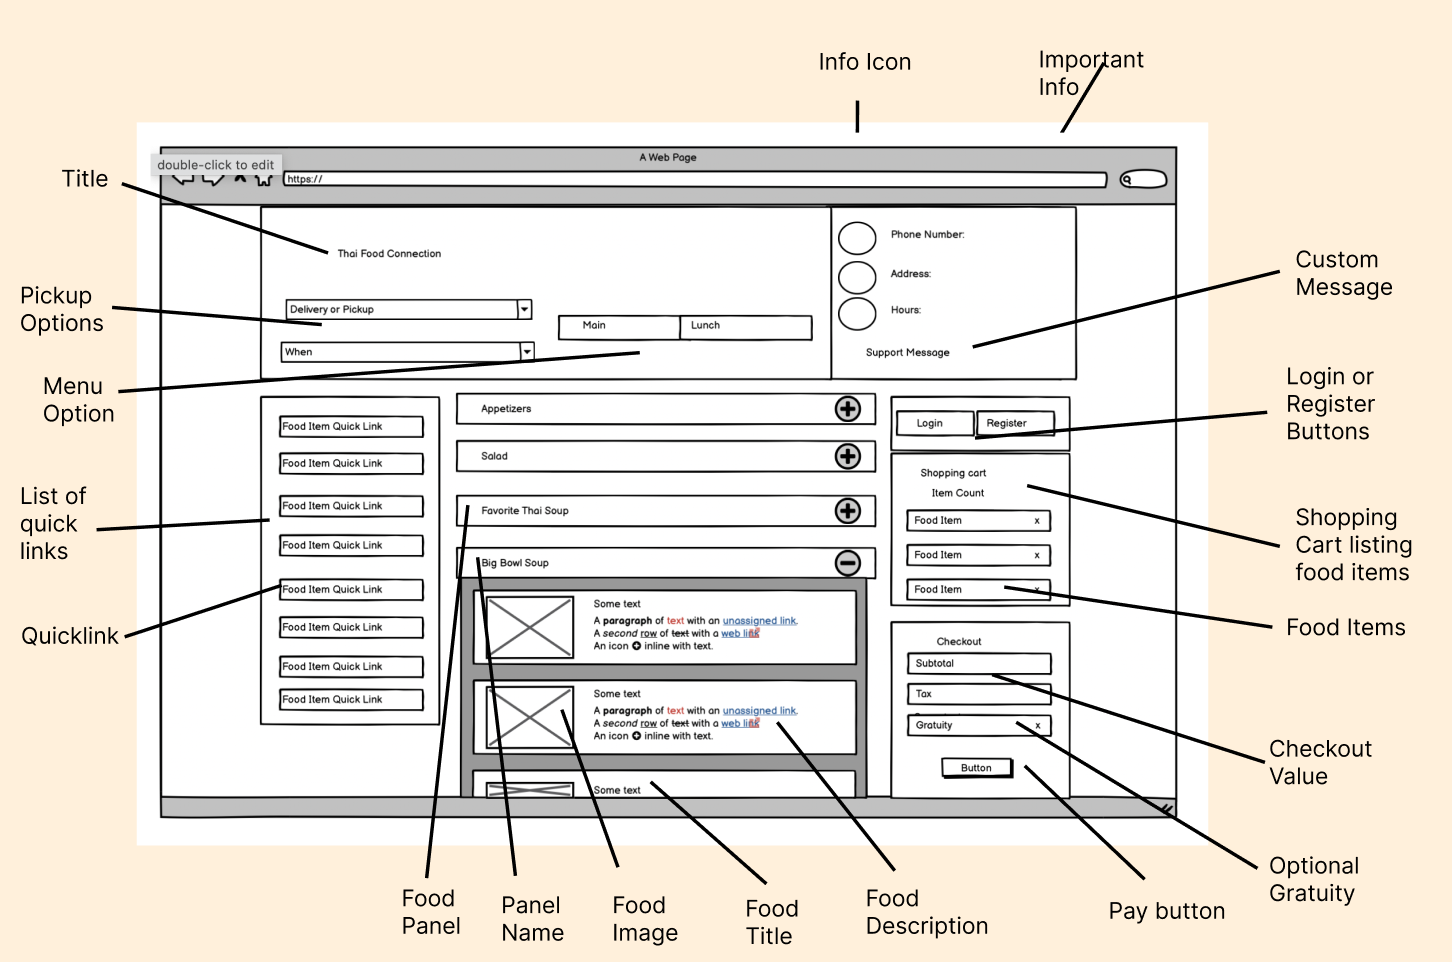 Info Icon
Important
Info
A Web Page
double-click to edit
https://
Title
Thai Food Connection
Phone Number:
Address:
Hours:
Support Message
Custom
Message
Pickup
Options
Delivery or Pickup
When
Main
Lunch
Menu
Option
Login or
Register
Buttons
Food Item Quick Link
Food Item Quick Link
Food Item Quick Link
Food Item Quick Link
Food Item Quick Link
Food Item Quick Link
Food Item Quick Link
Food Item Quick Link
List of
quick
links
Quicklink
Appetizers
Salad
Favorite Thai Soup
Big Bowl Soup
Some text
A paragraph of text with an unassigned link.
A second row of text with a web link
An icon inline with text.
Some text
A paragraph of text with an unassigned link.
A second row of text with a web link
An icon inline with text.
Some text
Login
Register
Shopping cart
Item Count
Food Item x
Food Item x
Food Item x
Shopping
Cart listing
food items
Food Items
Checkout
Subtotal
Tax
Gratuity x
Button
Checkout
Value
Optional
Gratuity
Pay button
Food
Panel
Panel
Name
Food
Image
Food
Title
Food
Description